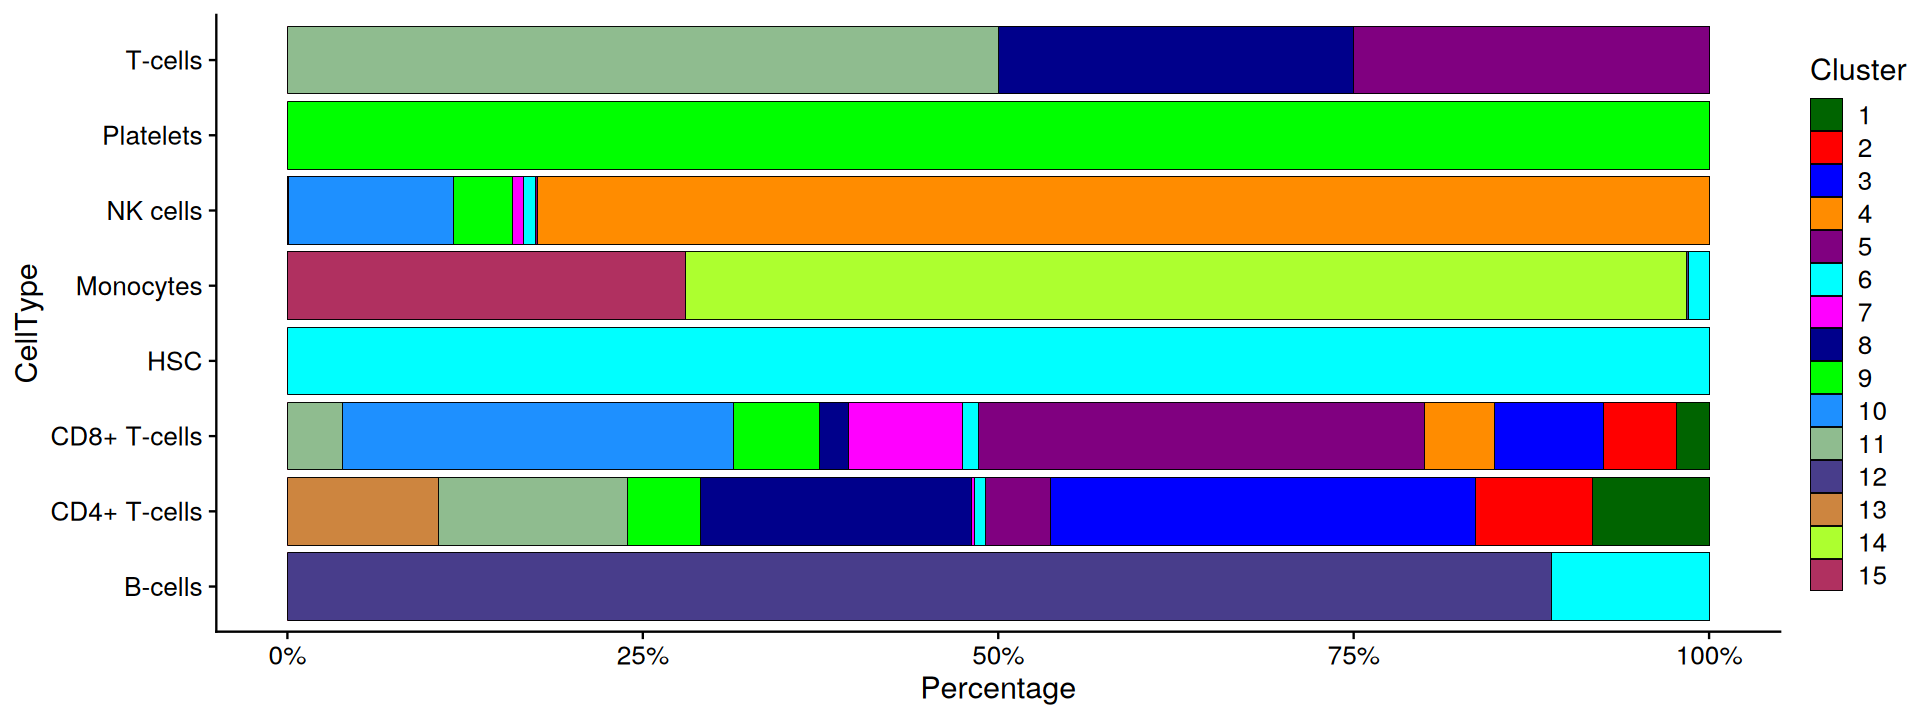 T-cells
Platelets
NK cells
Monocytes
HSC
CD8+ T-cells
CD4+ T-cells
B-cells
CellType
0% 25% 50% 75% 100%
Percentage
Cluster
1
2
3
4
5
6
7
8
9
10
11
12
13
14
15